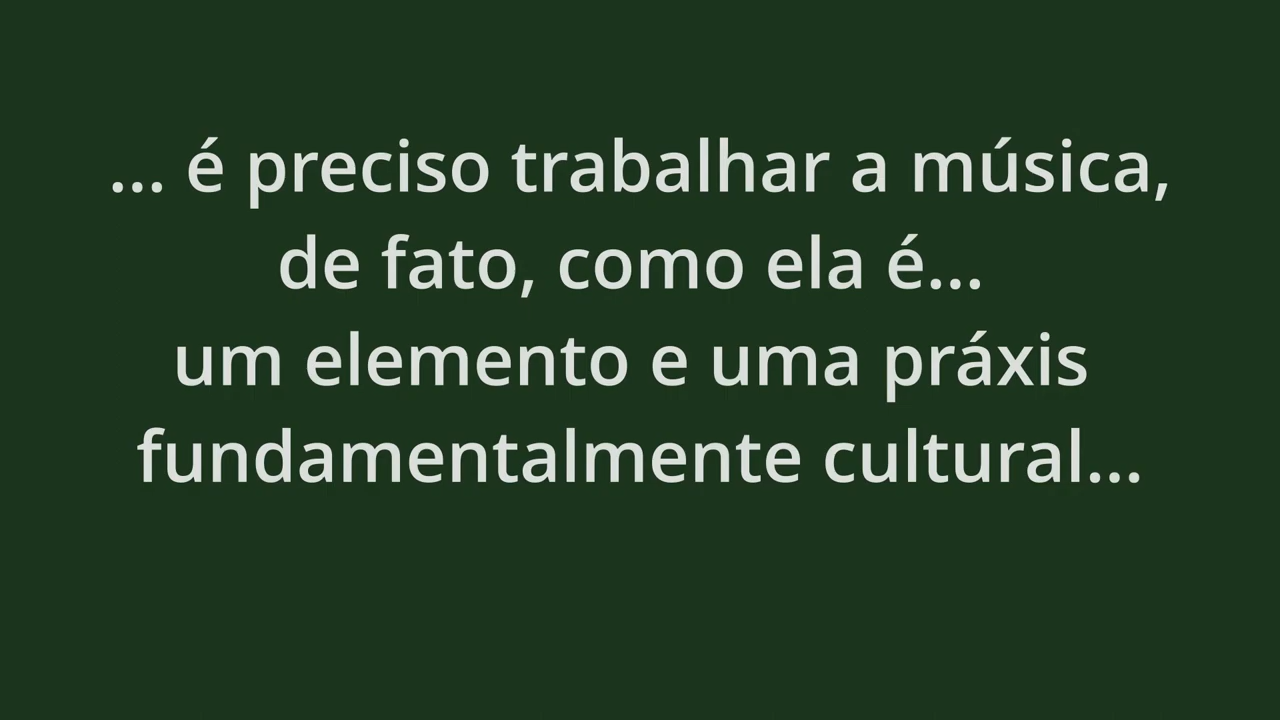 ... é preciso trabalhar a música,
de fato, como ela é...
um elemento e uma práxis
fundamentalmente cultural...